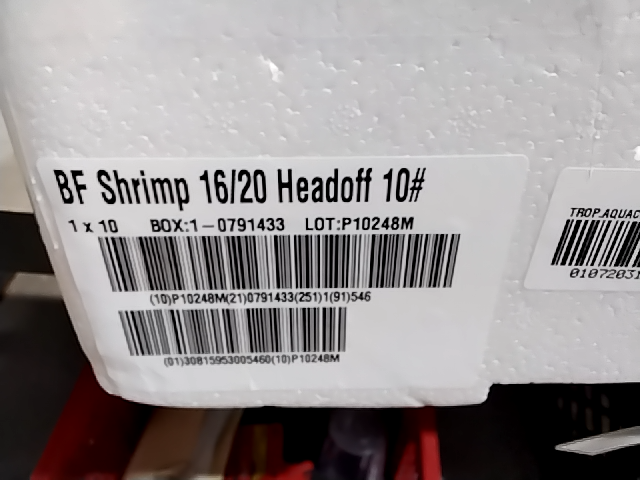 BF Shrimp 16/20 Headoff 10#
1 x 10 BOX:1-0791433 LOT:P10248M
(10)P10248M(21)0791433(251)1(91)546
(01)30815953005460(10)P10248M
TROP.AQUAC
01072031